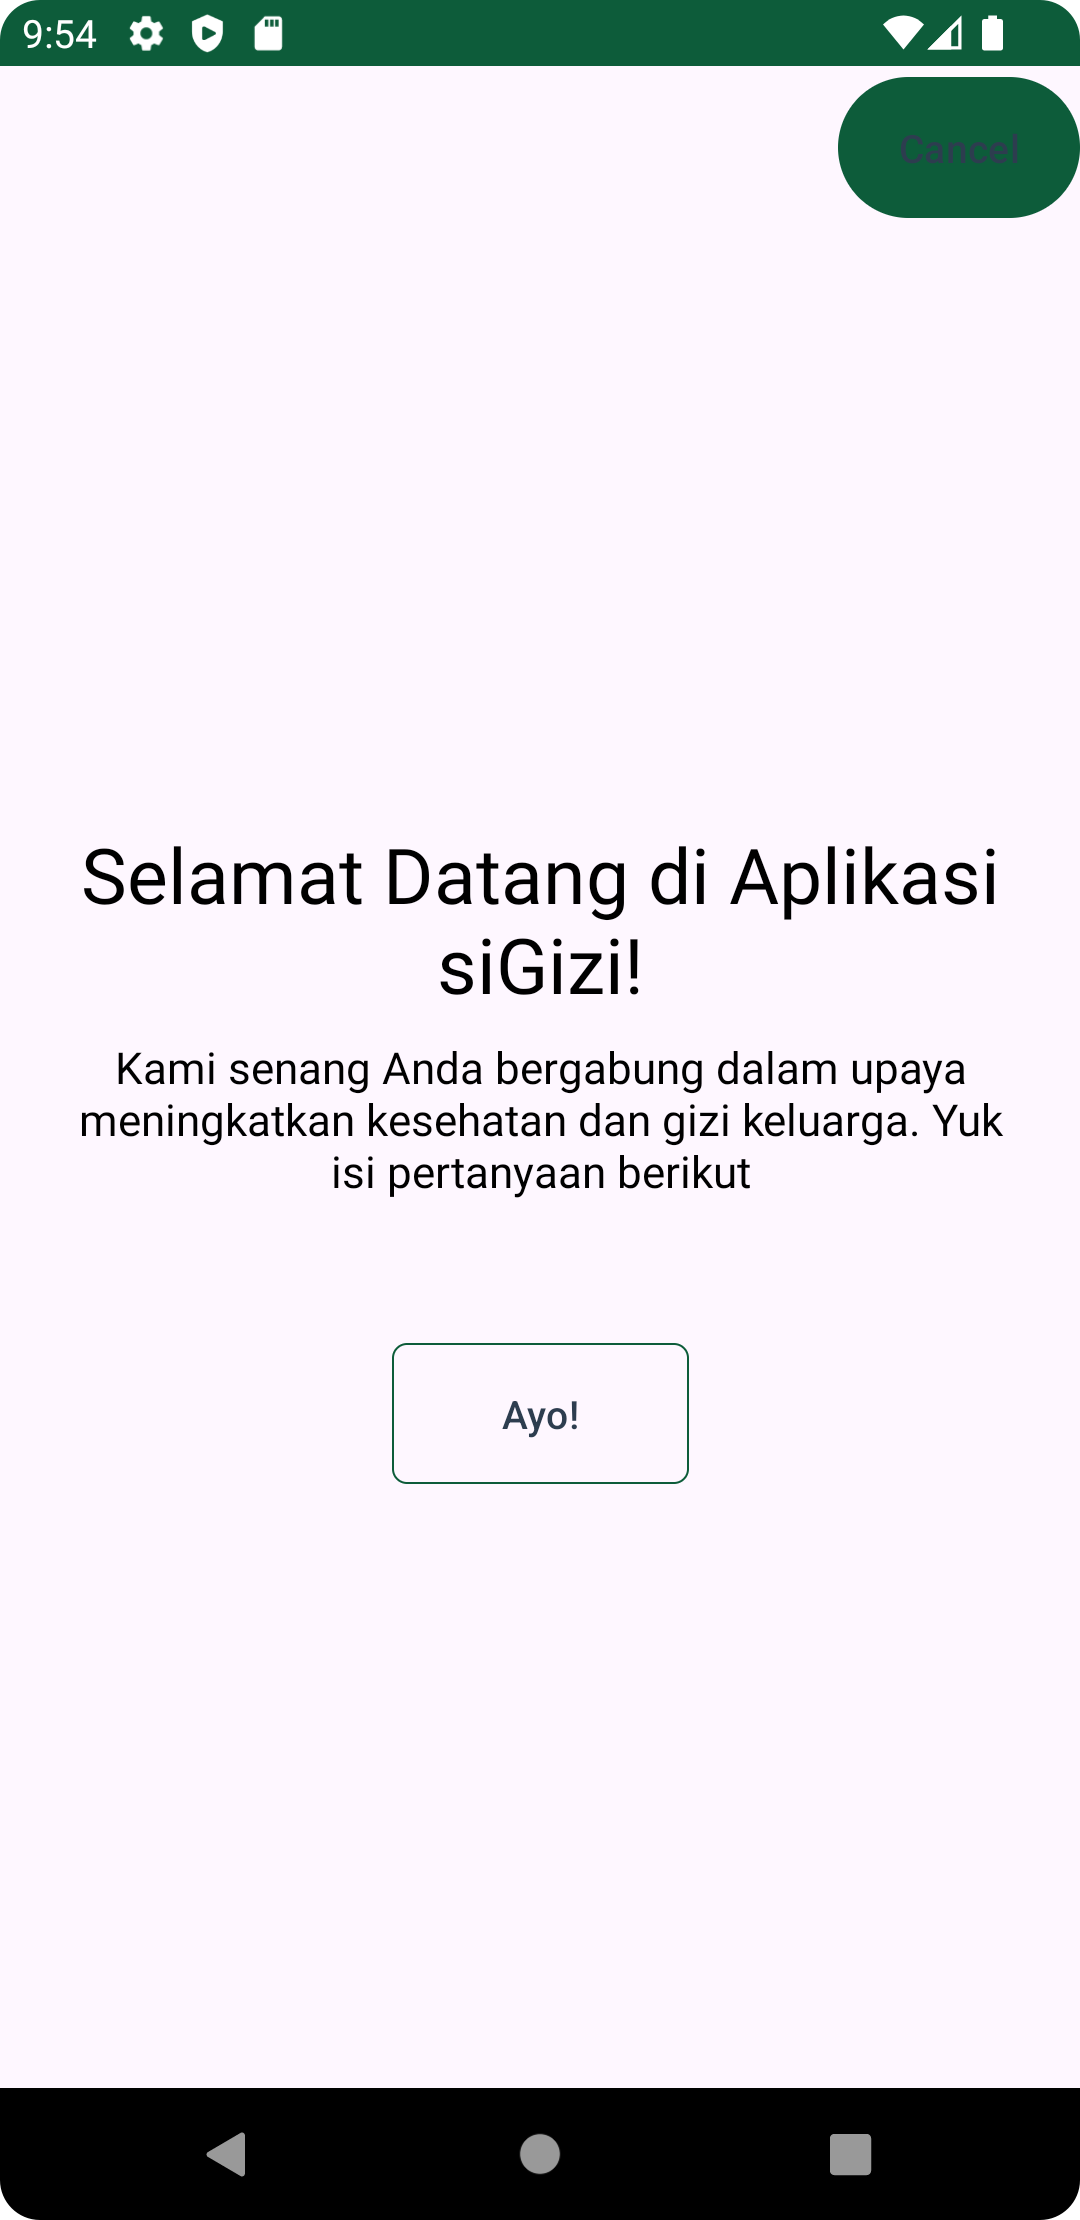 9:54
Cancel
Selamat Datang di Aplikasi
siGizi!
Kami senang Anda bergabung dalam upaya
meningkatkan kesehatan dan gizi keluarga. Yuk
isi pertanyaan berikut
Ayo!